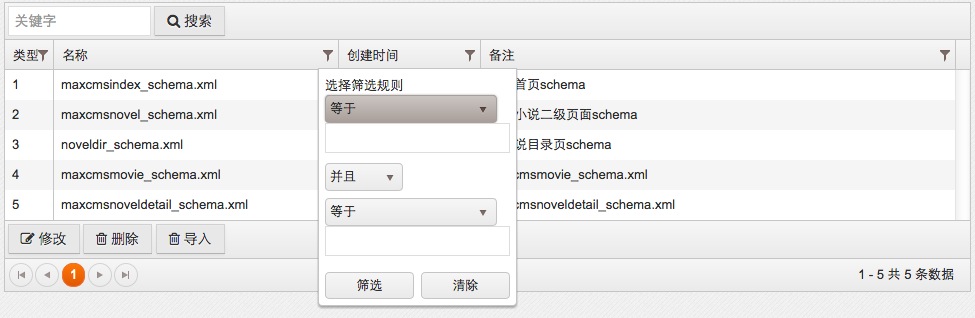 关键字 搜索
类型 名称 创建时间 备注
1 maxcmsindex_schema.xml 首页schema
2 maxcmsnovel_schema.xml 小说二级页面schema
3 noveldir_schema.xml 说目录页schema
4 maxcmsmovie_schema.xml cmsmovie_schema.xml
5 maxcmsnoveldetail_schema.xml cmsnoveldetail_schema.xml
选择筛选规则
等于
并且
等于
筛选 清除
修改 删除 导入
1 1 - 5 共 5 条数据